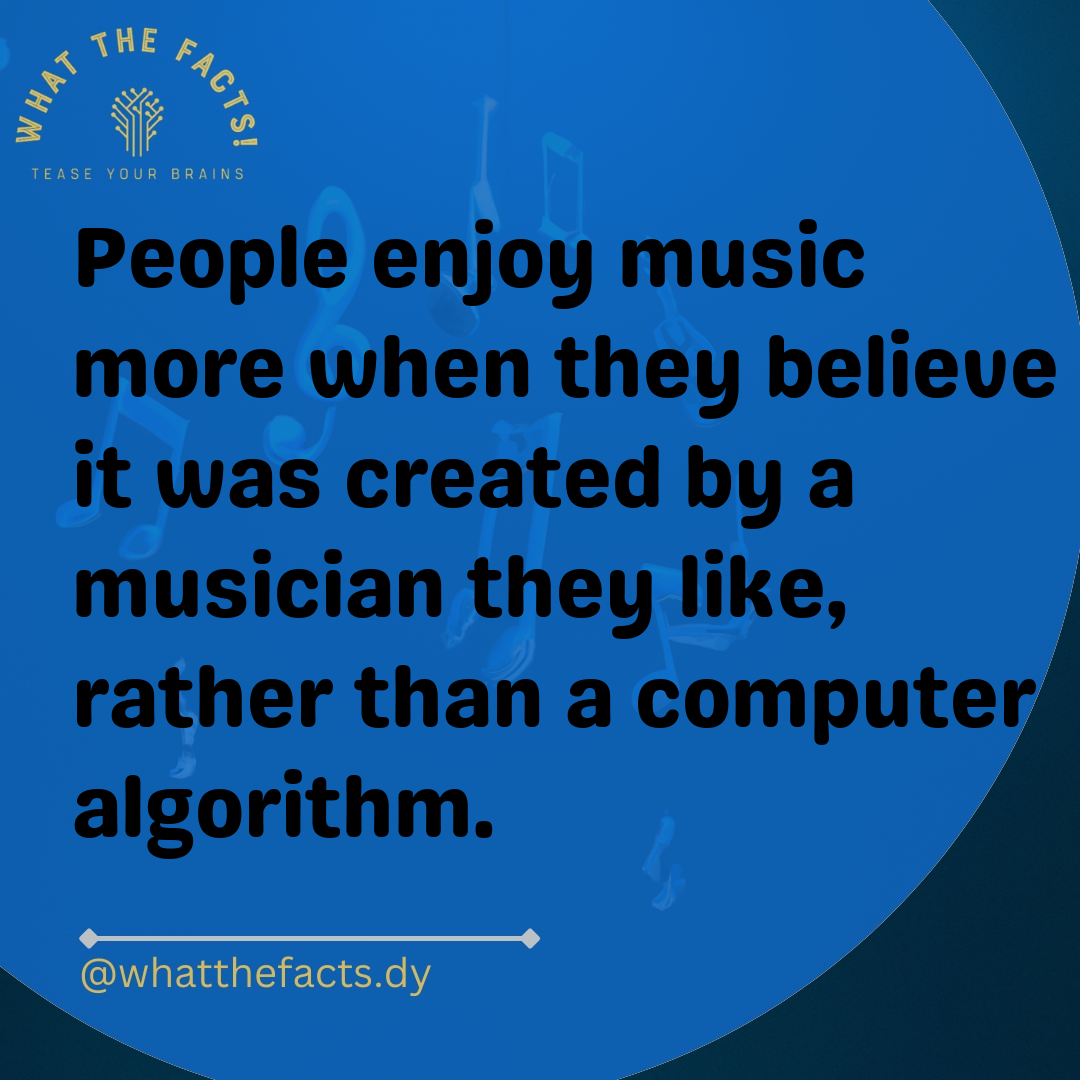 WHAT THE FACTS!
TEASE YOUR BRAINS
People enjoy music
more when they believe
it was created by a
musician they like,
rather than a computer
algorithm.
@whatthefacts.dy